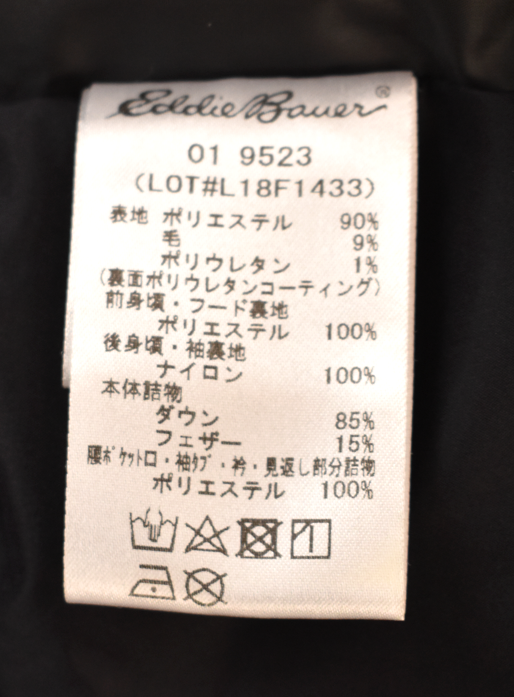 Eddie Bauer®
01 9523
(LOT#L18F1433)
表地 ポリエステル 90%
毛 9%
ポリウレタン 1%
(裏面ポリウレタンコーティング)
前身頃・フード裏地
ポリエステル 100%
後身頃・袖裏地
ナイロン 100%
本体詰物
ダウン 85%
フェザー 15%
腰ﾎﾟｹｯﾄ口・袖ﾀﾌﾞ・衿・見返し部分詰物
ポリエステル 100%